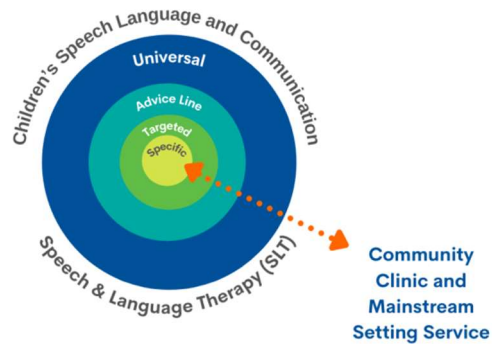 Children's Speech Language and Communication
Universal
Advice Line
Targeted
Specific
Speech & Language Therapy (SLT)
Community
Clinic and
Mainstream
Setting Service